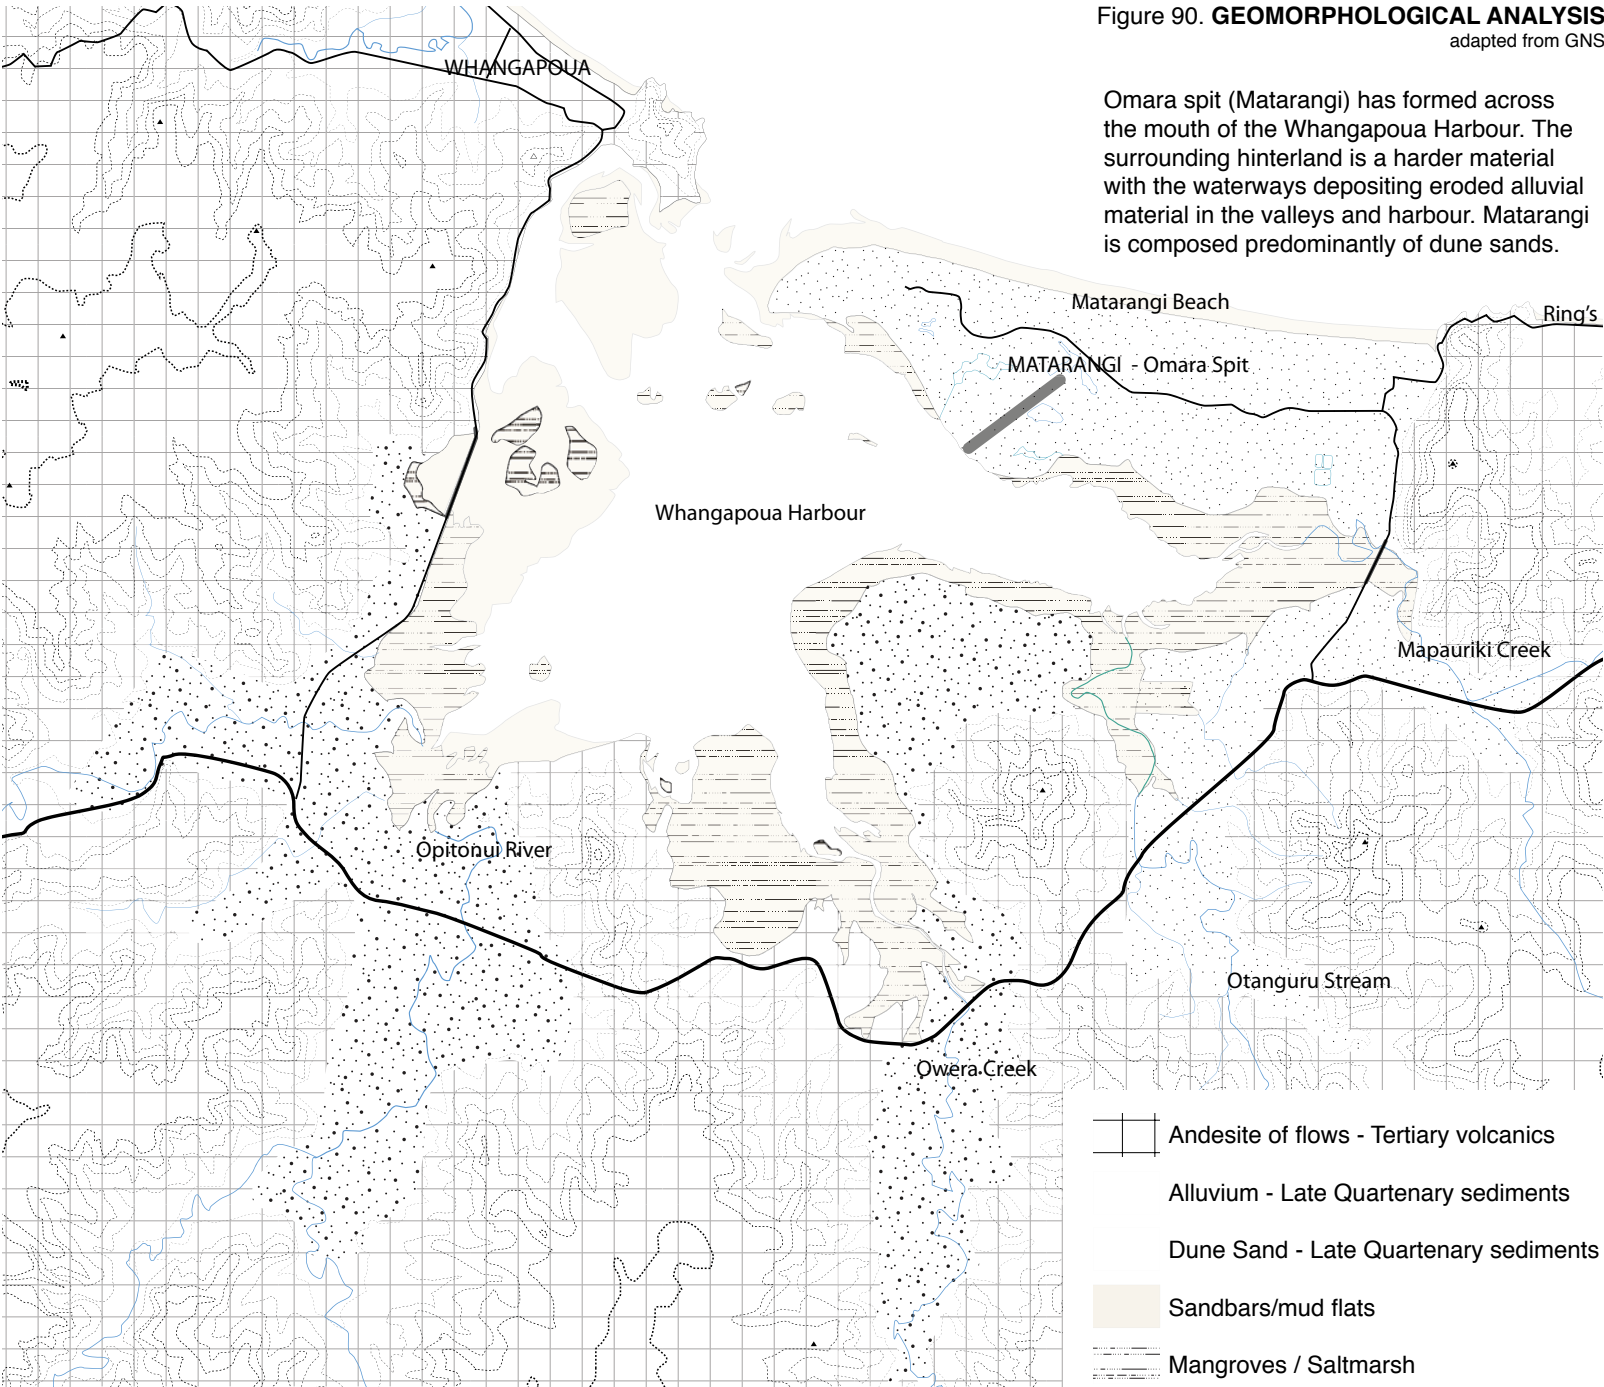 Figure 90. GEOMORPHOLOGICAL ANALYSIS
adapted from GNS
Omara spit (Matarangi) has formed across
the mouth of the Whangapoua Harbour. The
surrounding hinterland is a harder material
with the waterways depositing eroded alluvial
material in the valleys and harbour. Matarangi
is composed predominantly of dune sands.
WHANGAPOUA
Matarangi Beach
Ring's
MATARANGI - Omara Spit
Whangapoua Harbour
Mapauriki Creek
Opitonui River
Otanguru Stream
Owera Creek
Andesite of flows - Tertiary volcanics
Alluvium - Late Quartenary sediments
Dune Sand - Late Quartenary sediments
Sandbars/mud flats
Mangroves / Saltmarsh